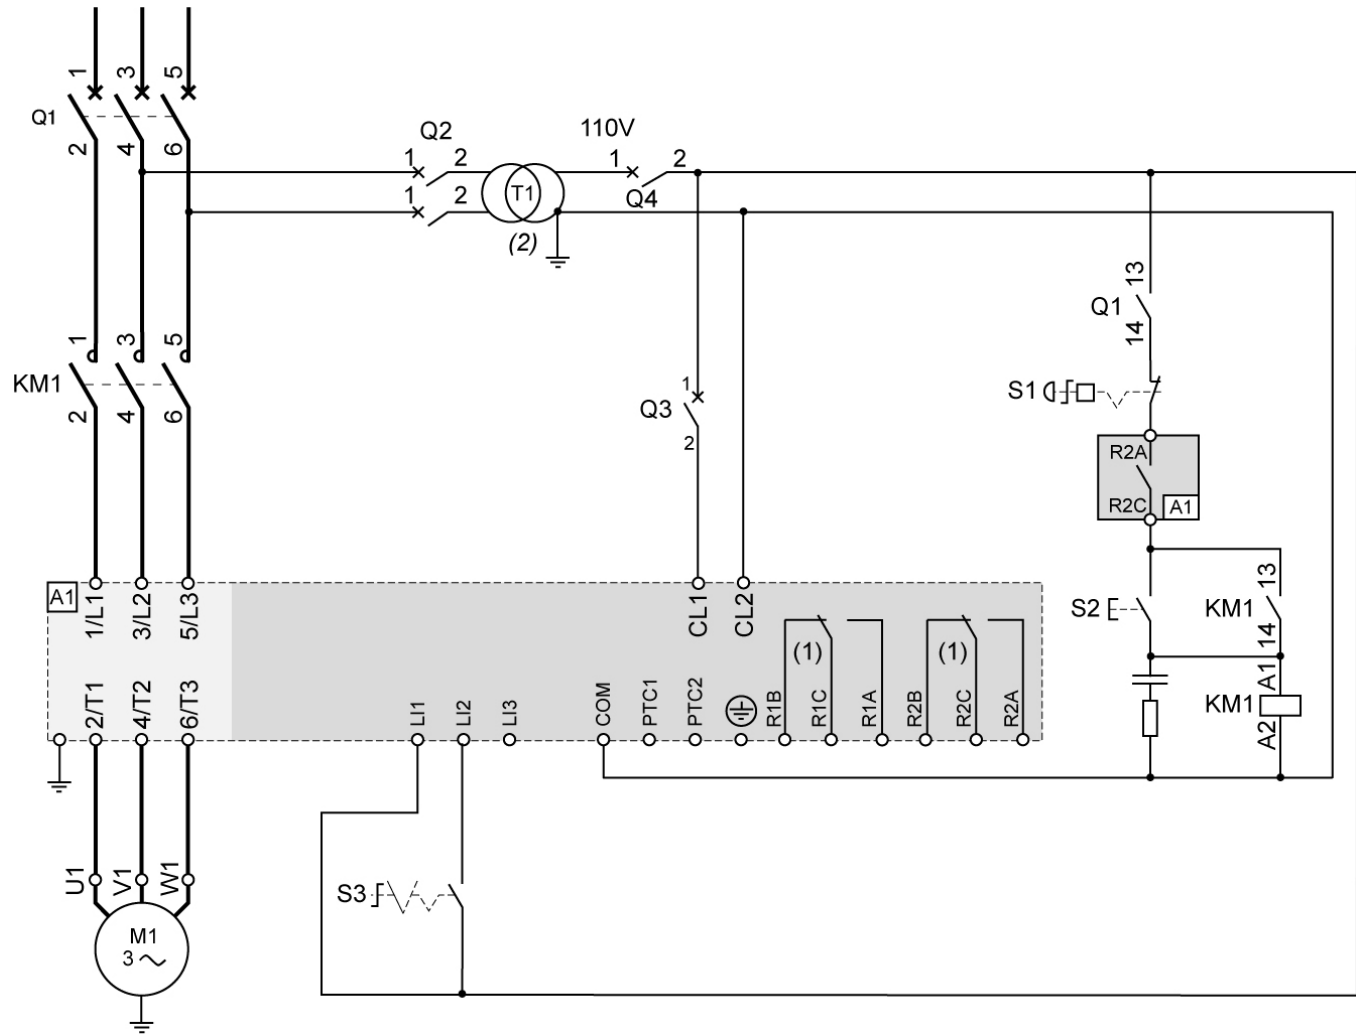 1 3 5
Q1
2 4 6
Q2
1 2
1 2
T1
(2)
110V
1 2
Q4
13
Q1
14
1 3 5
KM1
2 4 6
1
Q3
2
S1
R2A
R2C A1
13
S2 KM1
14
A1
KM1
A2
A1 1/L1 3/L2 5/L3 CL1 CL2
(1) (1)
2/T1 4/T2 6/T3 LI1 LI2 LI3 COM PTC1 PTC2 R1B R1C R1A R2B R2C R2A
U1 V1 W1
S3
M1
3